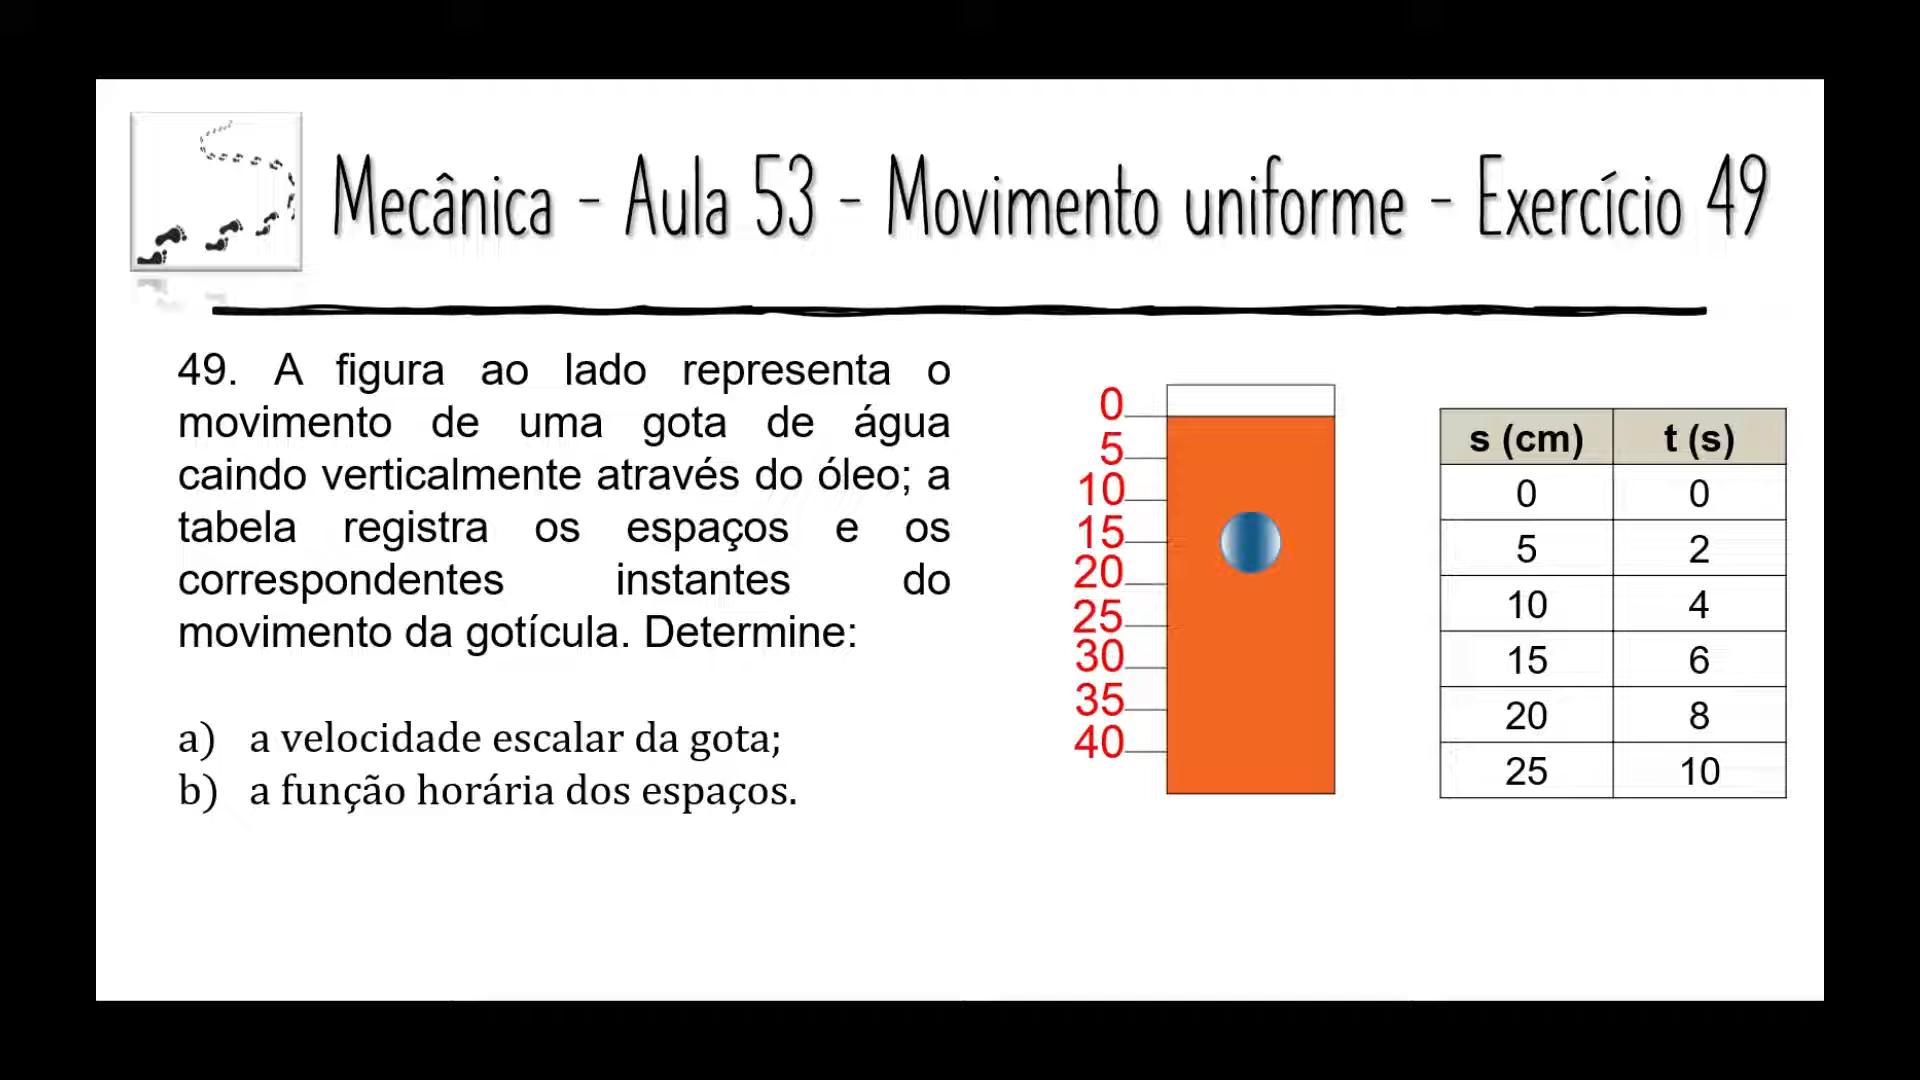 Mecânica - Aula 53 - Movimento uniforme - Exercício 49
49. A figura ao lado representa o
movimento de uma gota de água
caindo verticalmente através do óleo; a
tabela registra os espaços e os
correspondentes instantes do
movimento da gotícula. Determine:
a) a velocidade escalar da gota;
b) a função horária dos espaços.
0
5
10
15
20
25
30
35
40
s (cm) t (s)
0 0
5 2
10 4
15 6
20 8
25 10